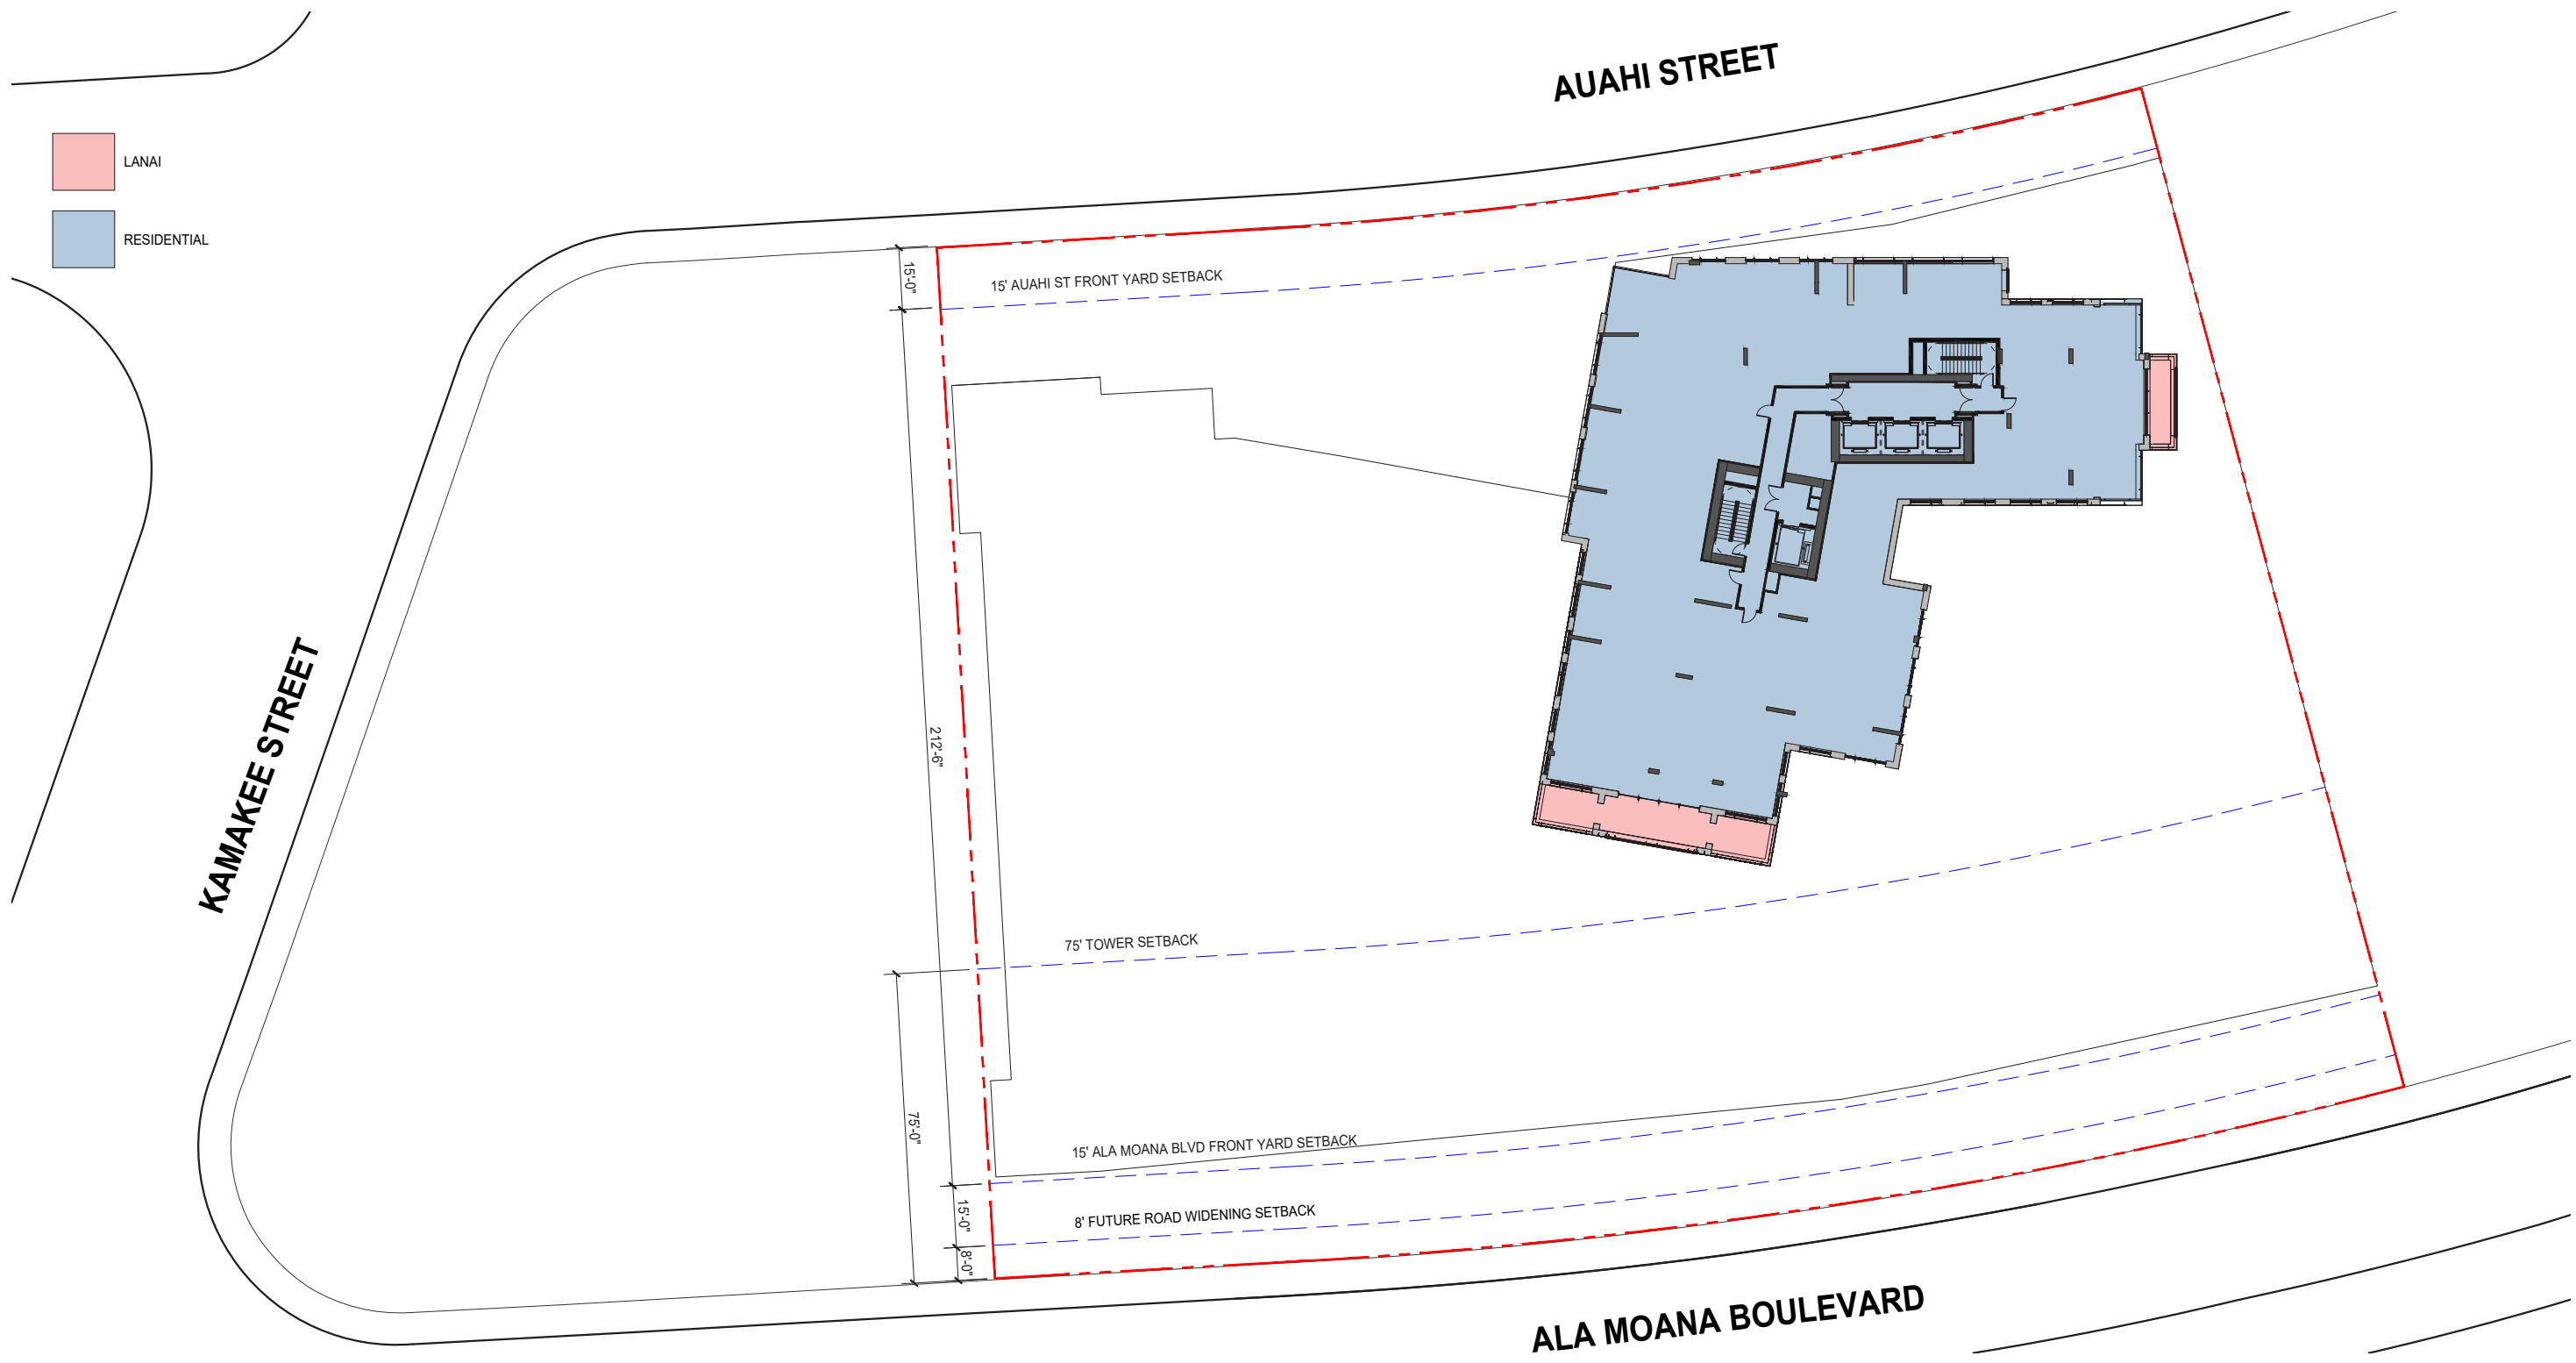 AUAHI STREET
LANAI
RESIDENTIAL
15'-0"
15' AUAHI ST FRONT YARD SETBACK
KAMAKEE STREET
212'-6"
75' TOWER SETBACK
75'-0"
15' ALA MOANA BLVD FRONT YARD SETBACK
15'-0"
8' FUTURE ROAD WIDENING SETBACK
8'-0"
ALA MOANA BOULEVARD